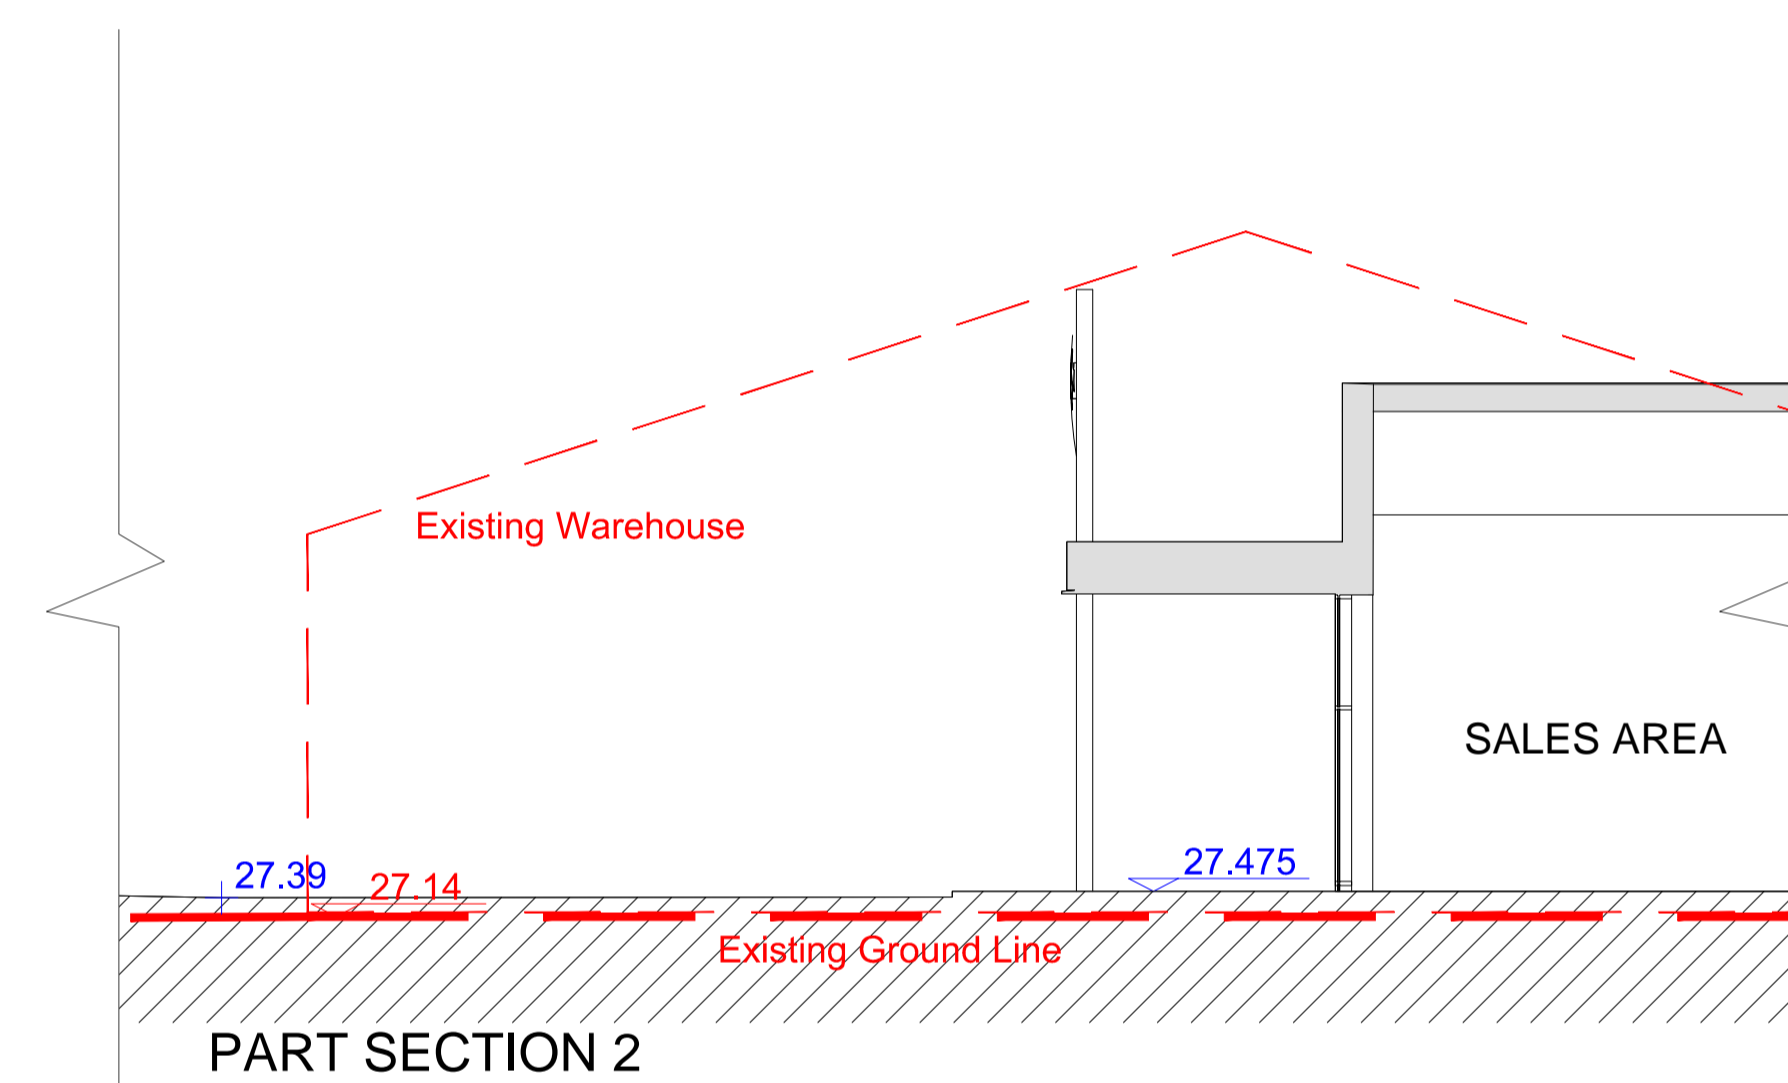 Existing Warehouse
SALES AREA
27.39
27.14
27.475
Existing Ground Line
PART SECTION 2